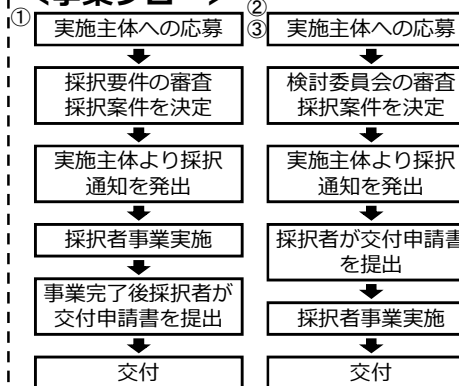 ①
実施主体への応募
採択要件の審査
採択案件を決定
実施主体より採択
通知を発出
採択者事業実施
事業完了後採択者が
交付申請書を提出
交付
②
③
実施主体への応募
検討委員会の審査
採択案件を決定
実施主体より採択
通知を発出
採択者が交付申請書
を提出
採択者事業実施
交付